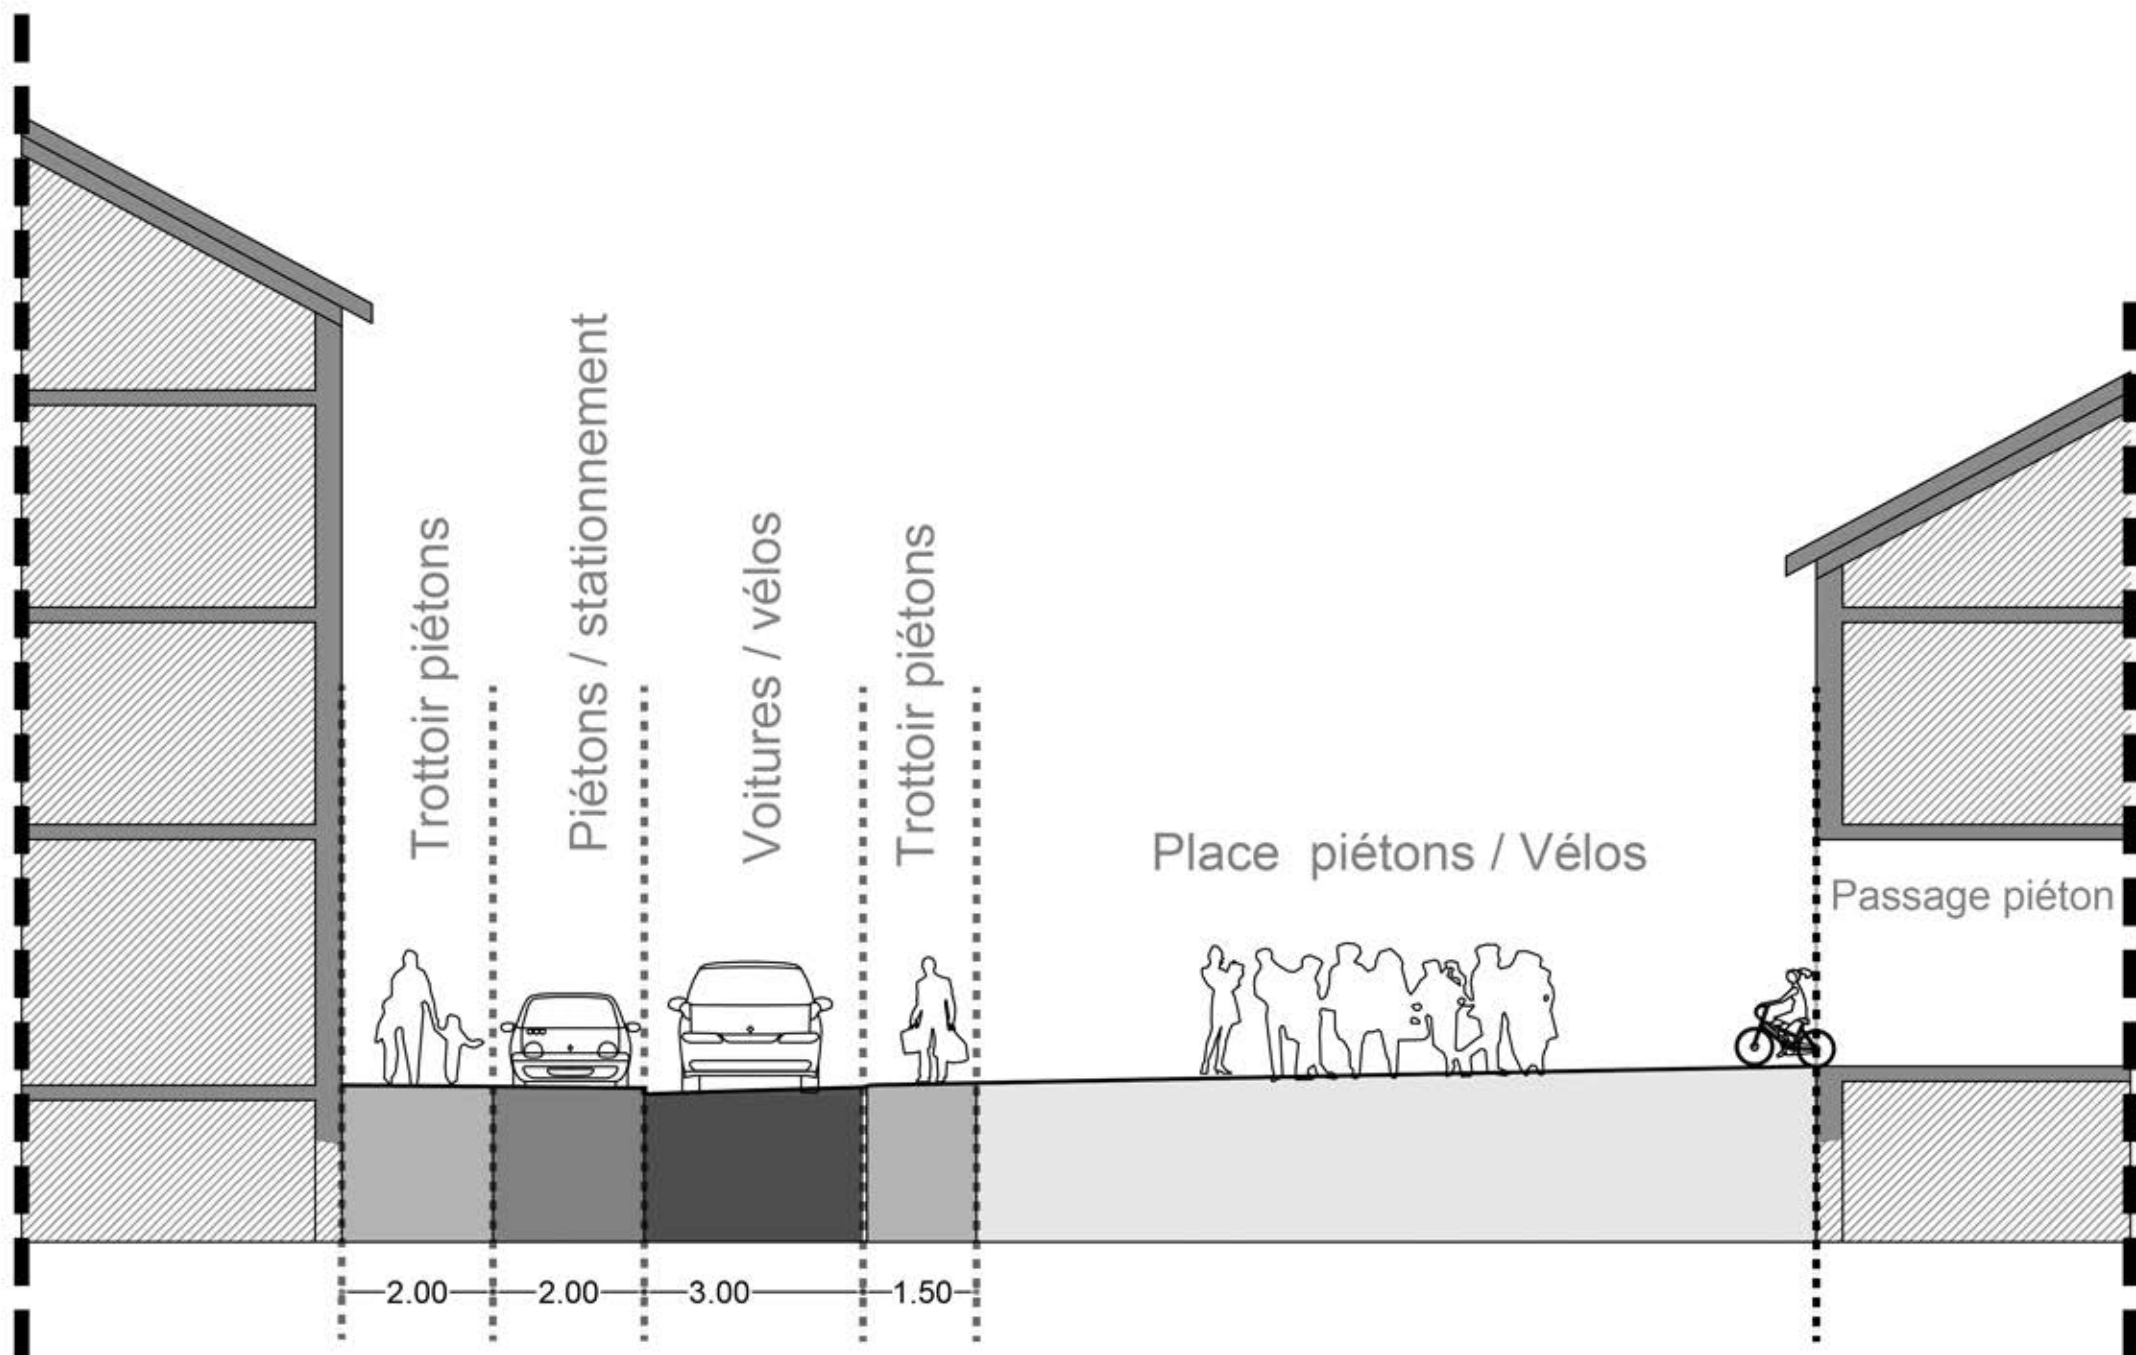 Trottoir piétons
Piétons / stationnement
Voitures / vélos
Trottoir piétons
Place piétons / Vélos
Passage piéton
2.00
2.00
3.00
1.50